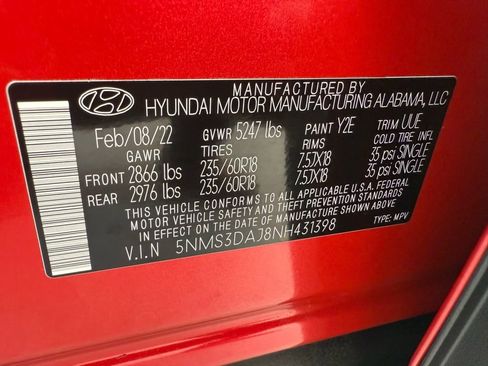 MANUFACTURED BY
HYUNDAI MOTOR MANUFACTURING ALABAMA, LLC
Feb/08/22 GVWR 5247 lbs PAINT Y2E TRIM UUE
GAWR TIRES RIMS COLD TIRE INFL
FRONT 2866 lbs 235/60R18 7.5JX18 35 psi SINGLE
REAR 2976 lbs 235/60R18 7.5JX18 35 psi SINGLE
THIS VEHICLE CONFORMS TO ALL APPLICABLE U.S.A. FEDERAL
MOTOR VEHICLE SAFETY AND THEFT PREVENTION STANDARDS
IN EFFECT ON THE DATE OF MANUFACTURE SHOWN ABOVE.
V.I.N 5NMS3DAJ8NH431398 TYPE: MPV